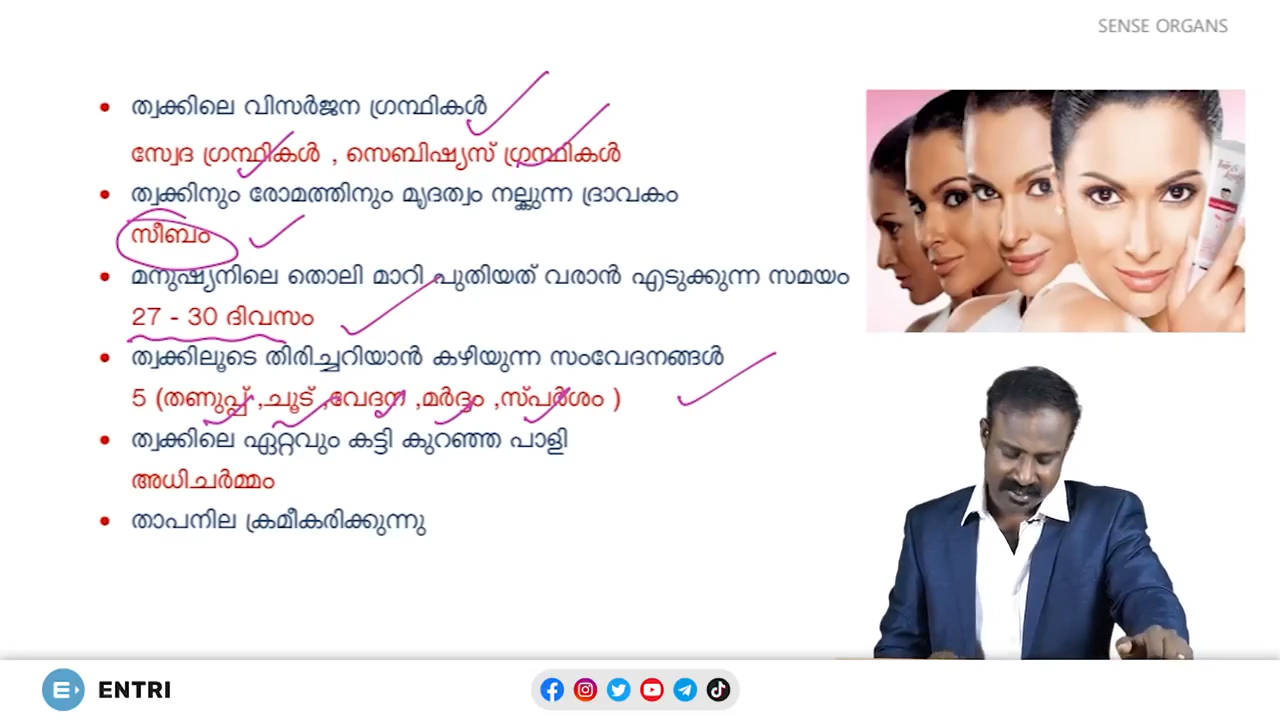 SENSE ORGANS
ത്വക്കിലെ വിസർജന ഗ്രന്ഥികൾ
സ്വേദ ഗ്രന്ഥികൾ , സെബിഷ്യസ് ഗ്രന്ഥികൾ
ത്വക്കിനും രോമത്തിനും മൃദത്വം നല്കുന്ന ദ്രാവകം
സീബം
മനുഷ്യനിലെ തൊലി മാറി പുതിയത് വരാൻ എടുക്കുന്ന സമയം
27 - 30 ദിവസം
ത്വക്കിലൂടെ തിരിച്ചറിയാൻ കഴിയുന്ന സംവേദനങ്ങൾ
5 (തണുപ്പ് ,ചൂട് ,വേദന ,മർദ്ദം ,സ്പർശം )
ത്വക്കിലെ ഏറ്റവും കട്ടി കുറഞ്ഞ പാളി
അധിചർമ്മം
താപനില ക്രമീകരിക്കുന്നു
ENTRI